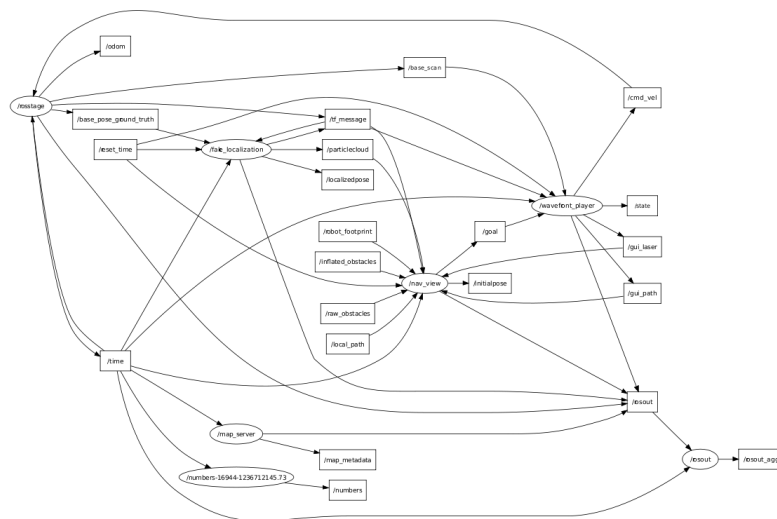 /odom
/base_scan
/rosstage
/cmd_vel
/base_pose_ground_truth
/tf_message
/reset_time
/fake_localization
/particlecloud
/localizedpose
/wavefront_player
/state
/robot_footprint
/goal
/gui_laser
/inflated_obstacles
/nav_view
/initialpose
/gui_path
/raw_obstacles
/local_path
/time
/rosout
/map_server
/map_metadata
/rosout
/rosout_agg
/numbers-16944-1236712145.73
/numbers